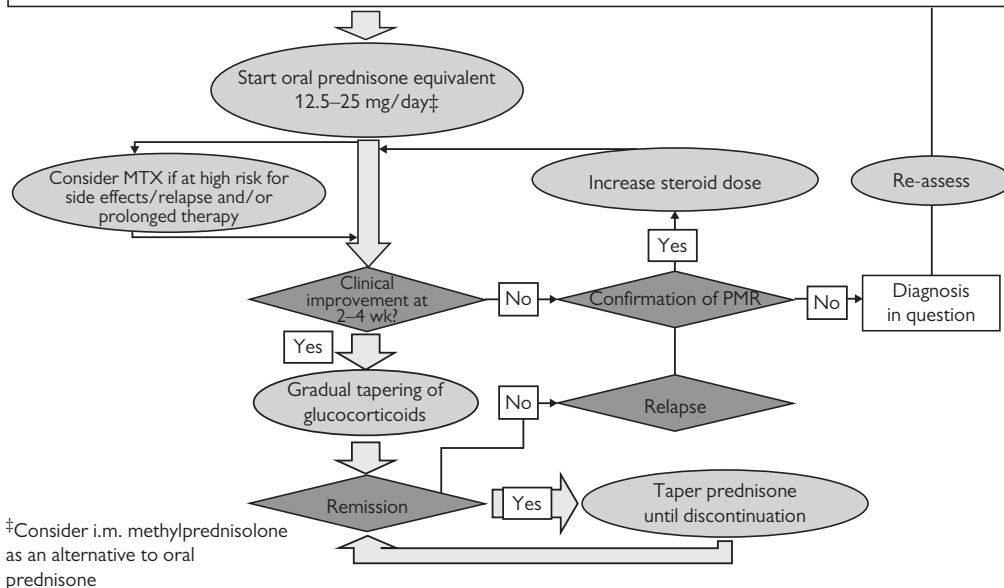 Start oral prednisone equivalent
12.5–25 mg/day‡
Consider MTX if at high risk for
side effects/relapse and/or
prolonged therapy
Increase steroid dose
Re-assess
Yes
Clinical
improvement at
2–4 wk?
No
Confirmation of PMR
No
Diagnosis
in question
Yes
Gradual tapering of
glucocorticoids
No
Relapse
Remission
Yes
Taper prednisone
until discontinuation
‡Consider i.m. methylprednisolone
as an alternative to oral
prednisone